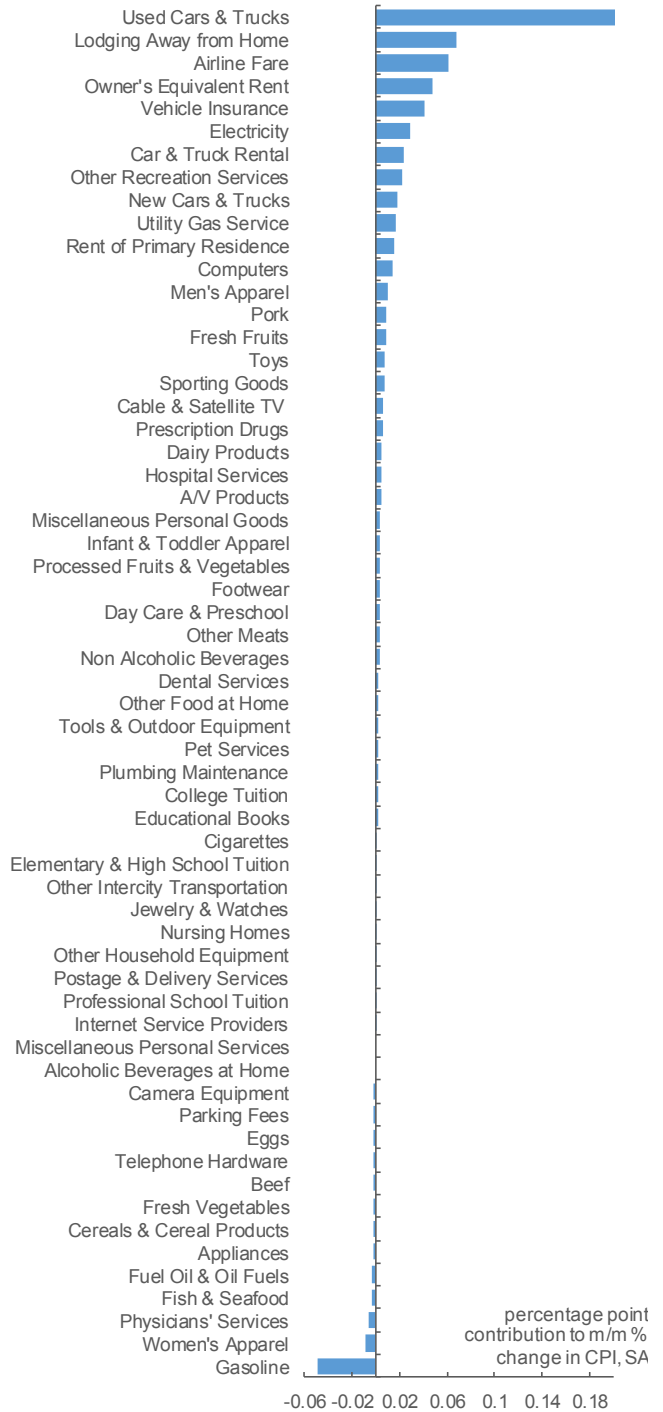 Used Cars & Trucks
Lodging Away from Home
Airline Fare
Owner's Equivalent Rent
Vehicle Insurance
Electricity
Car & Truck Rental
Other Recreation Services
New Cars & Trucks
Utility Gas Service
Rent of Primary Residence
Computers
Men's Apparel
Pork
Fresh Fruits
Toys
Sporting Goods
Cable & Satellite TV
Prescription Drugs
Dairy Products
Hospital Services
A/V Products
Miscellaneous Personal Goods
Infant & Toddler Apparel
Processed Fruits & Vegetables
Footwear
Day Care & Preschool
Other Meats
Non Alcoholic Beverages
Dental Services
Other Food at Home
Tools & Outdoor Equipment
Pet Services
Plumbing Maintenance
College Tuition
Educational Books
Cigarettes
Elementary & High School Tuition
Other Intercity Transportation
Jewelry & Watches
Nursing Homes
Other Household Equipment
Postage & Delivery Services
Professional School Tuition
Internet Service Providers
Miscellaneous Personal Services
Alcoholic Beverages at Home
Camera Equipment
Parking Fees
Eggs
Telephone Hardware
Beef
Fresh Vegetables
Cereals & Cereal Products
Appliances
Fuel Oil & Oil Fuels
Fish & Seafood
Physicians' Services
Women's Apparel
Gasoline
percentage point
contribution to m/m %
change in CPI, SA
-0.06 -0.02 0.02 0.06 0.1 0.14 0.18